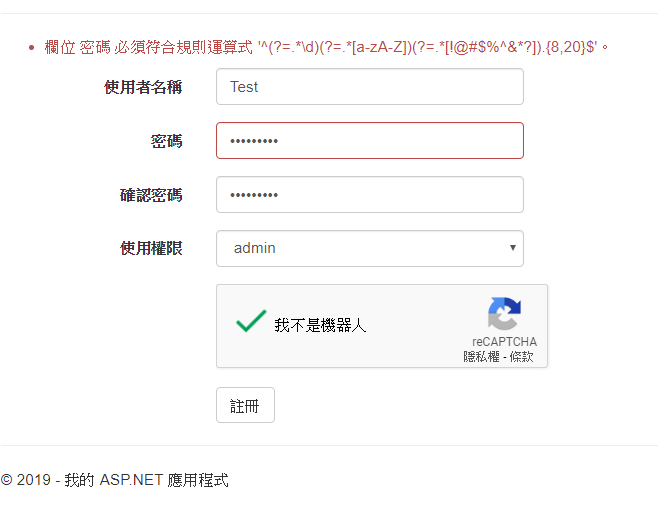 • 欄位 密碼 必須符合規則運算式 '^(?=.*\d)(?=.*[a-zA-Z])(?=.*[!@#$%^&*?]).{8,20}$'。
使用者名稱 Test
密碼 •••••••••
確認密碼 •••••••••
使用權限 admin
我不是機器人
reCAPTCHA
隱私權 - 條款
註冊
© 2019 - 我的 ASP.NET 應用程式